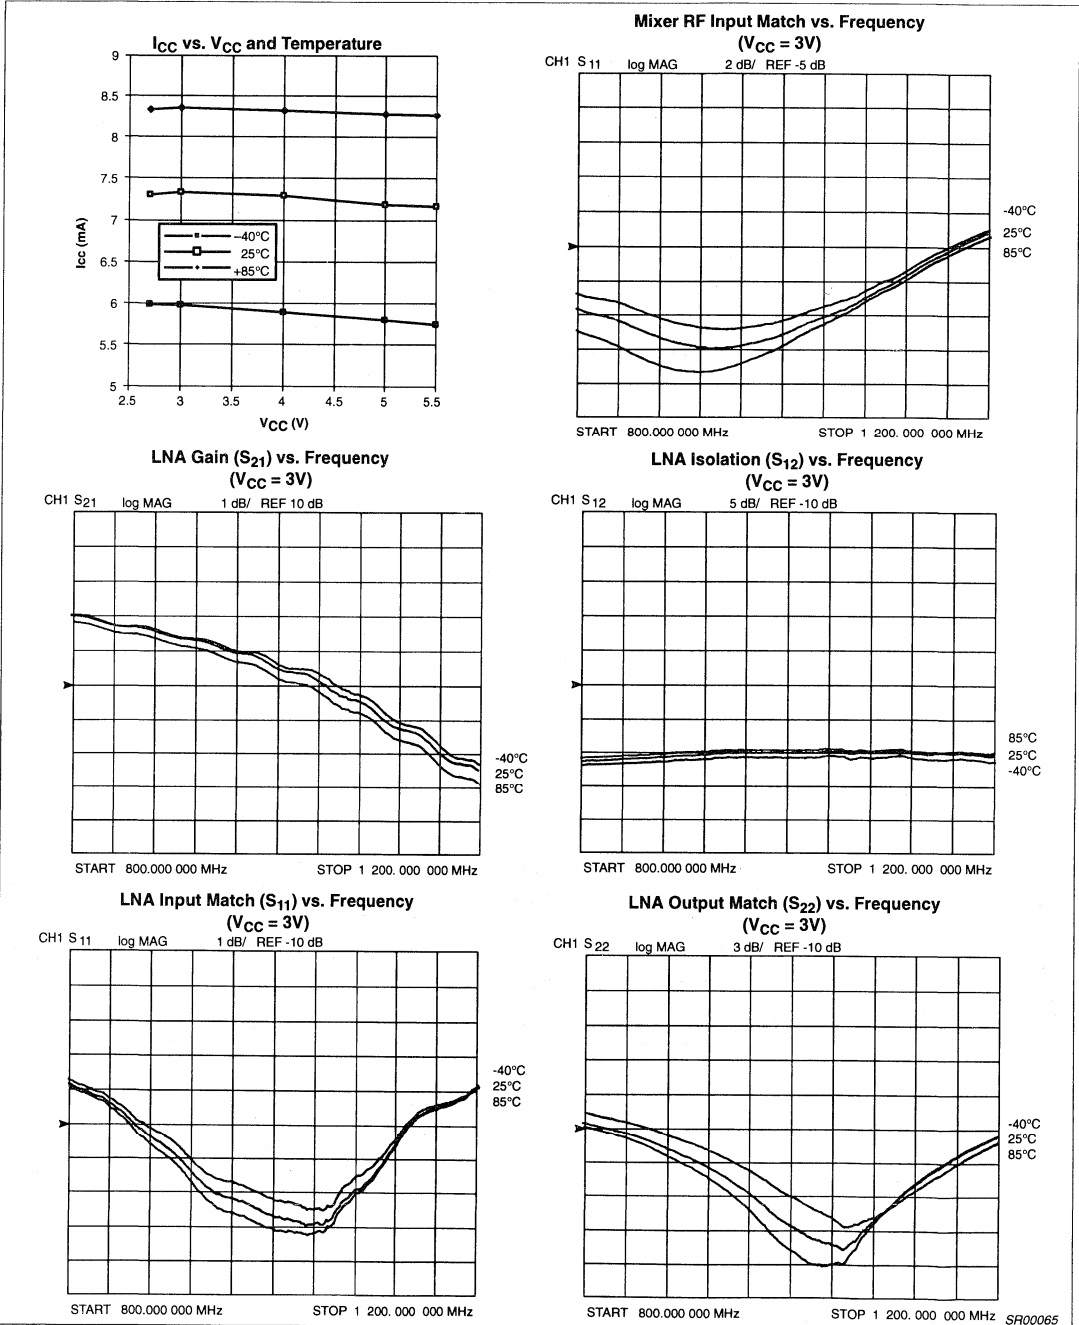 ICC vs. VCC and Temperature
9
8.5
8
7.5
7
6.5
6
5.5
5
Icc (mA)
–40°C
25°C
+85°C
2.5 3 3.5 4 4.5 5 5.5
VCC (V)
Mixer RF Input Match vs. Frequency
(VCC = 3V)
CH1 S11 log MAG 2 dB/ REF -5 dB
-40°C
25°C
85°C
START 800.000 000 MHz STOP 1 200. 000 000 MHz
LNA Gain (S21) vs. Frequency
(VCC = 3V)
CH1 S21 log MAG 1 dB/ REF 10 dB
-40°C
25°C
85°C
START 800.000 000 MHz STOP 1 200. 000 000 MHz
LNA Isolation (S12) vs. Frequency
(VCC = 3V)
CH1 S12 log MAG 5 dB/ REF -10 dB
85°C
25°C
-40°C
START 800.000 000 MHz STOP 1 200. 000 000 MHz
LNA Input Match (S11) vs. Frequency
(VCC = 3V)
CH1 S11 log MAG 1 dB/ REF -10 dB
-40°C
25°C
85°C
START 800.000 000 MHz STOP 1 200. 000 000 MHz
LNA Output Match (S22) vs. Frequency
(VCC = 3V)
CH1 S22 log MAG 3 dB/ REF -10 dB
-40°C
25°C
85°C
START 800.000 000 MHz STOP 1 200. 000 000 MHz
SR00065